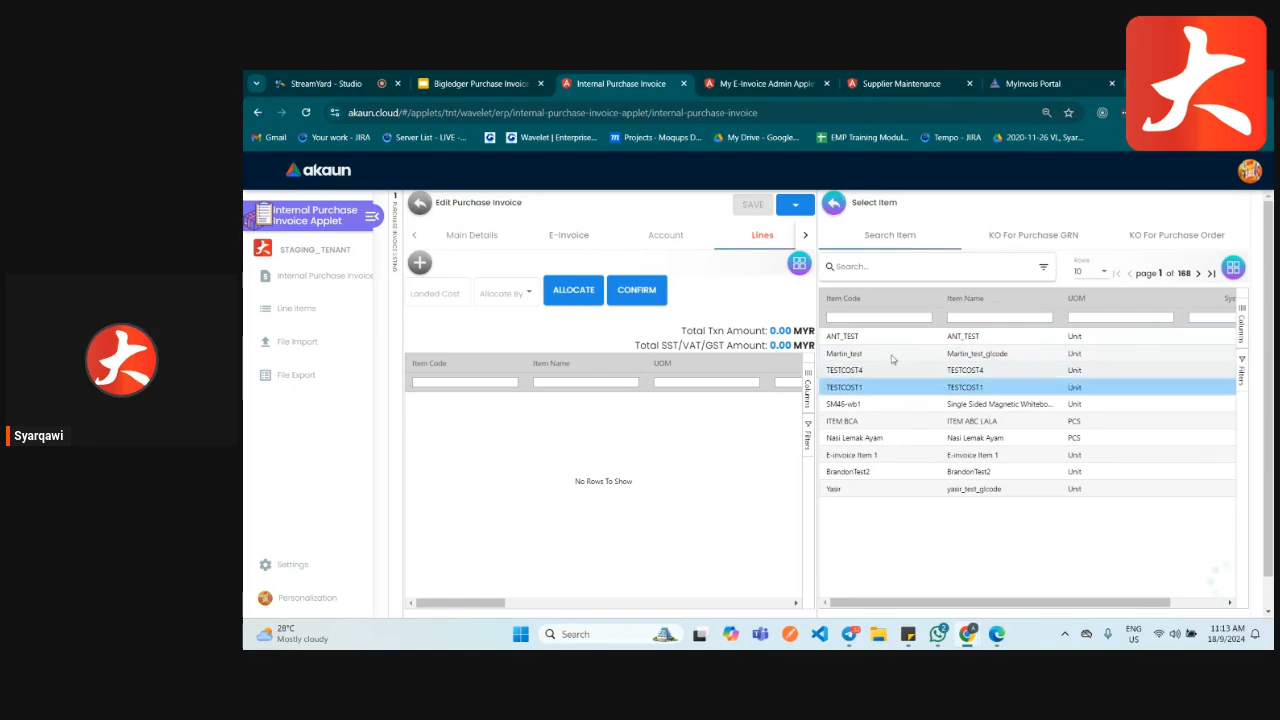 StreamYard - Studio
Bigledger Purchase Invoice
Internal Purchase Invoice
My E-Invoice Admin Apple
Supplier Maintenance
MyInvois Portal
akaun.cloud/#/applets/tnt/wavelet/erp/internal-purchase-invoice-applet/internal-purchase-invoice
Gmail
Your work - JIRA
Server List - LIVE -...
Wavelet | Enterprise...
Projects - Moqups D...
My Drive - Google...
EMP Training Modul...
Tempo - JIRA
2020-11-26 VL, Syar...
akaun
Internal Purchase
Invoice Applet
STAGING_TENANT
Internal Purchase Invoice
Line Items
File Import
File Export
Settings
Personalization
1 PURCHASE INVOICE LISTING
Edit Purchase Invoice
SAVE
Main Details
E-Invoice
Account
Lines
Landed Cost
Allocate By
ALLOCATE
CONFIRM
Total Txn Amount: 0.00 MYR
Total SST/VAT/GST Amount: 0.00 MYR
Item Code
Item Name
UOM
No Rows To Show
Columns
Filters
Select Item
Search Item
KO For Purchase GRN
KO For Purchase Order
Search...
Rows
10
page 1 of 168
Item Code
Item Name
UOM
Syr
ANT_TEST
ANT_TEST
Unit
Martin_test
Martin_test_glcode
Unit
TESTCOST4
TESTCOST4
Unit
TESTCOST1
TESTCOST1
Unit
SM46-wb1
Single Sided Magnetic Whitebo...
Unit
ITEM BCA
ITEM ABC LALA
PCS
Nasi Lemak Ayam
Nasi Lemak Ayam
PCS
E-invoice Item 1
E-invoice Item 1
Unit
BrandonTest2
BrandonTest2
Unit
Yasir
yasir_test_glcode
Unit
Columns
Filters
Syarqawi
28°C
Mostly cloudy
Search
2
ENG
US
11:13 AM
18/9/2024
大
大